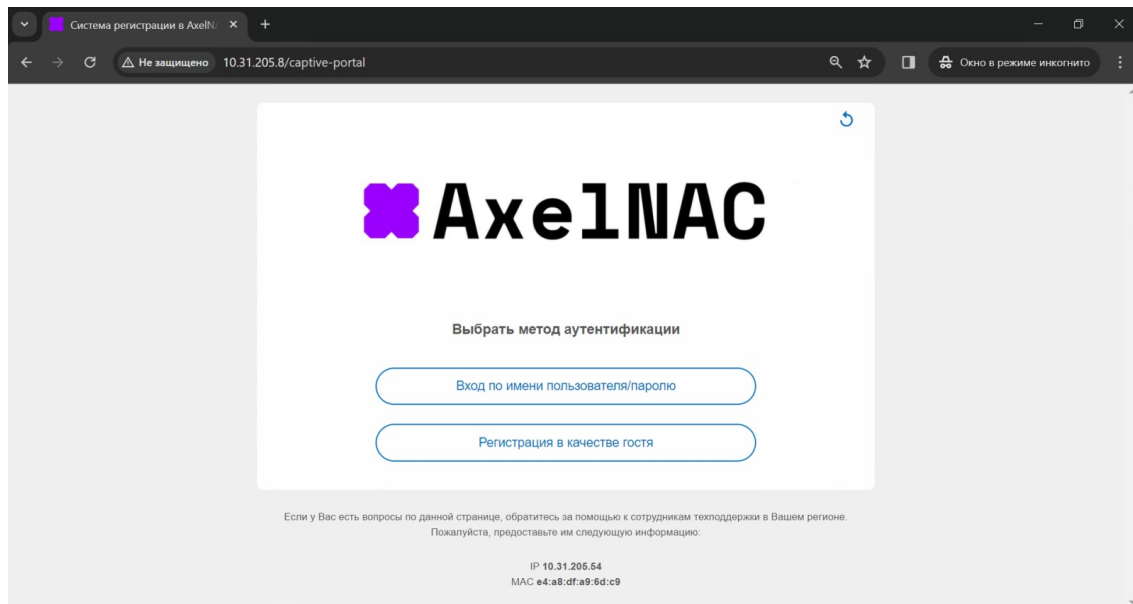 Система регистрации в AxelN
Не защищено 10.31.205.8/captive-portal
Окно в режиме инкогнито
AxelNAC
Выбрать метод аутентификации
Вход по имени пользователя/паролю
Регистрация в качестве гостя
Если у Вас есть вопросы по данной странице, обратитесь за помощью к сотрудникам техподдержки в Вашем регионе.
Пожалуйста, предоставьте им следующую информацию:
IP 10.31.205.54
MAC e4:a8:df:a9:6d:c9